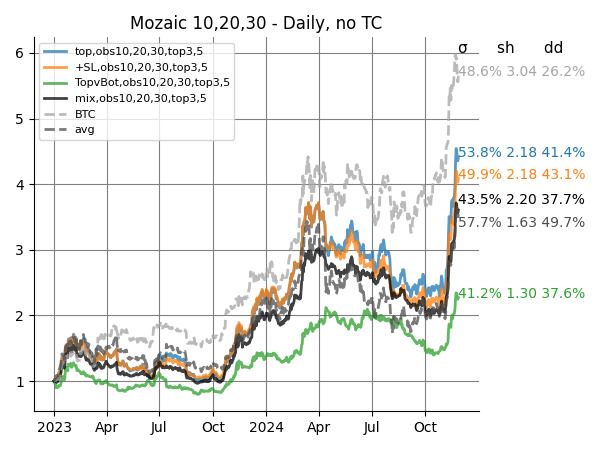 Mozaic 10,20,30 - Daily, no TC
σ sh dd
top,obs10,20,30,top3,5
+SL,obs10,20,30,top3,5
TopvBot,obs10,20,30,top3,5
mix,obs10,20,30,top3,5
BTC
avg
48.6% 3.04 26.2%
53.8% 2.18 41.4%
49.9% 2.18 43.1%
43.5% 2.20 37.7%
57.7% 1.63 49.7%
41.2% 1.30 37.6%
6
5
4
3
2
1
2023 Apr Jul Oct 2024 Apr Jul Oct